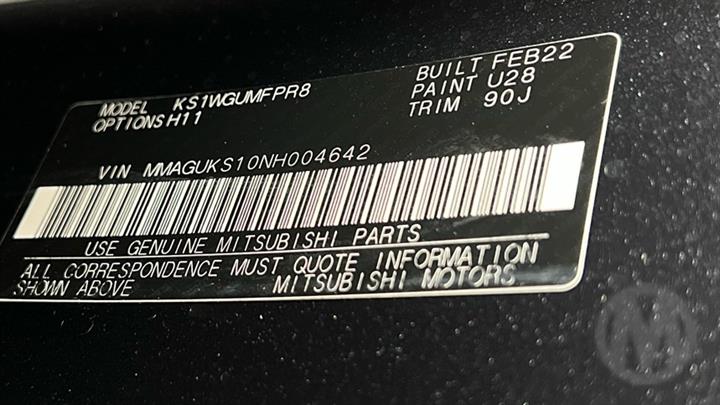 MODEL KS1WGUMFPR8 BUILT FEB22
OPTIONS H11 PAINT U28
TRIM 90J
VIN MMAGUKS10NH004642
USE GENUINE MITSUBISHI PARTS
ALL CORRESPONDENCE MUST QUOTE INFORMATION
SHOWN ABOVE MITSUBISHI MOTORS
M